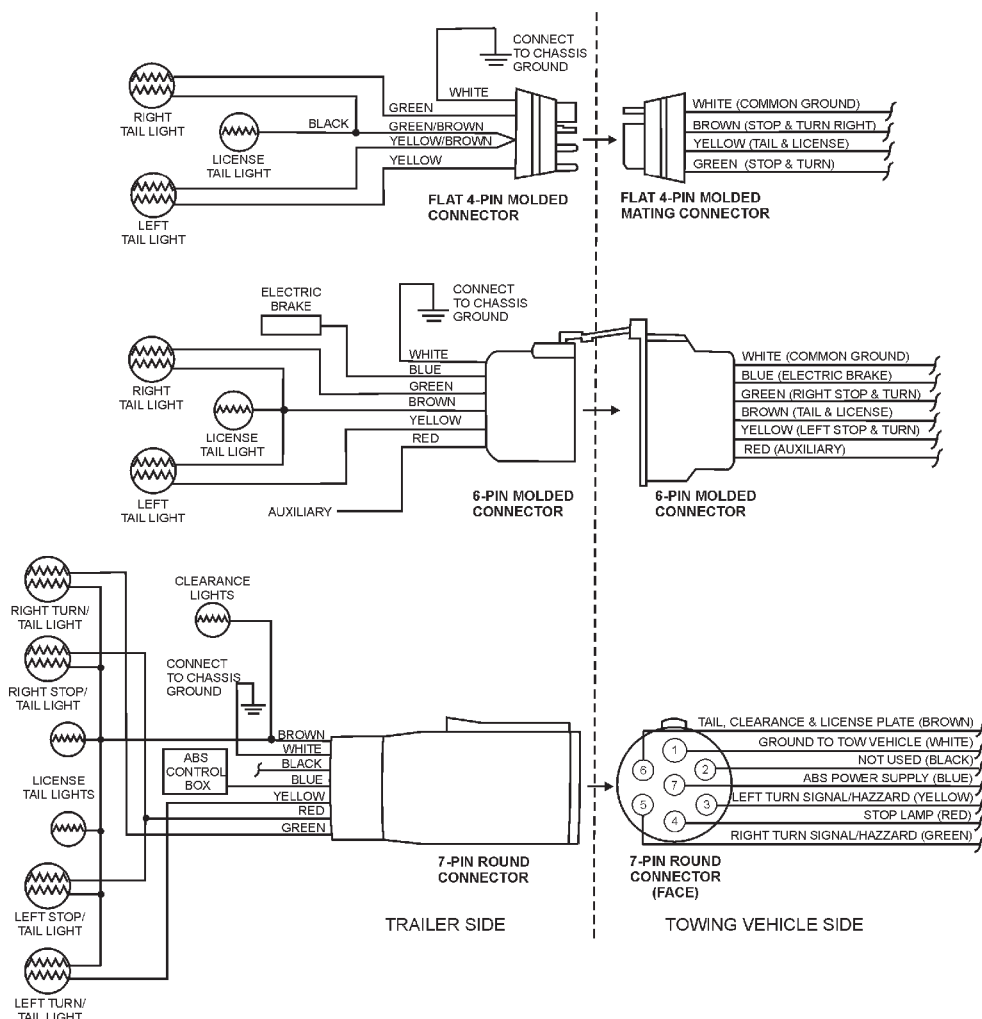 CONNECT
TO CHASSIS
GROUND
WHITE
GREEN
RIGHT
TAIL LIGHT
BLACK
GREEN/BROWN
YELLOW/BROWN
LICENSE
TAIL LIGHT
YELLOW
LEFT
TAIL LIGHT
FLAT 4-PIN MOLDED
CONNECTOR
WHITE (COMMON GROUND)
BROWN (STOP & TURN RIGHT)
YELLOW (TAIL & LICENSE)
GREEN (STOP & TURN)
FLAT 4-PIN MOLDED
MATING CONNECTOR
ELECTRIC
BRAKE
CONNECT
TO CHASSIS
GROUND
WHITE
BLUE
GREEN
BROWN
YELLOW
RED
RIGHT
TAIL LIGHT
LICENSE
TAIL LIGHT
LEFT
TAIL LIGHT
AUXILIARY
6-PIN MOLDED
CONNECTOR
WHITE (COMMON GROUND)
BLUE (ELECTRIC BRAKE)
GREEN (RIGHT STOP & TURN)
BROWN (TAIL & LICENSE)
YELLOW (LEFT STOP & TURN)
RED (AUXILIARY)
6-PIN MOLDED
CONNECTOR
RIGHT TURN/
TAIL LIGHT
CLEARANCE
LIGHTS
RIGHT STOP/
TAIL LIGHT
CONNECT
TO CHASSIS
GROUND
LICENSE
TAIL LIGHTS
ABS
CONTROL
BOX
BROWN
WHITE
BLACK
BLUE
YELLOW
RED
GREEN
LEFT STOP/
TAIL LIGHT
LEFT TURN/
TAIL LIGHT
7-PIN ROUND
CONNECTOR
TRAILER SIDE
1
2
3
4
5
6
7
TAIL, CLEARANCE & LICENSE PLATE (BROWN)
GROUND TO TOW VEHICLE (WHITE)
NOT USED (BLACK)
ABS POWER SUPPLY (BLUE)
LEFT TURN SIGNAL/HAZZARD (YELLOW)
STOP LAMP (RED)
RIGHT TURN SIGNAL/HAZZARD (GREEN)
7-PIN ROUND
CONNECTOR
(FACE)
TOWING VEHICLE SIDE